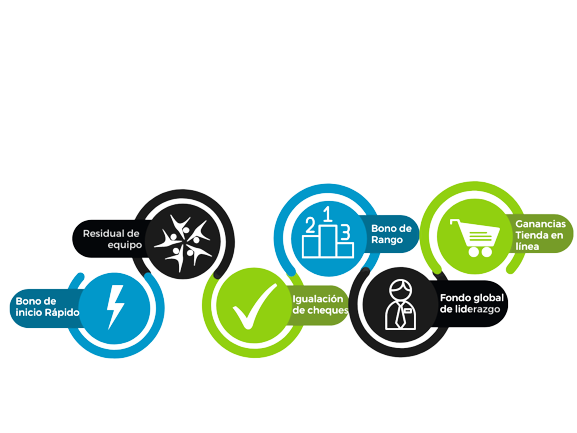 Bono de
inicio Rápido
Residual de
equipo
Igualación
de cheques
2 1 3
Bono de
Rango
Fondo global
de liderazgo
Ganancias
Tienda en
línea